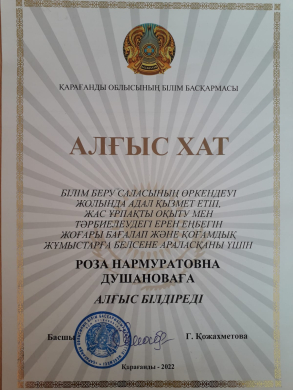 ҚАРАҒАНДЫ ОБЛЫСЫНЫҢ БІЛІМ БАСҚАРМАСЫ
АЛҒЫС ХАТ
БІЛІМ БЕРУ САЛАСЫНЫҢ ӨРКЕНДЕУІ
ЖОЛЫНДА АДАЛ ҚЫЗМЕТ ЕТІП,
ЖАС ҰРПАҚТЫ ОҚЫТУ МЕН
ТӘРБИЕЛЕУДЕГІ ЕРЕН ЕҢБЕГІН
ЖОҒАРЫ БАҒАЛАП ЖӘНЕ ҚОҒАМДЫҚ
ЖҰМЫСТАРҒА БЕЛСЕНЕ АРАЛАСҚАНЫ ҮШІН
РОЗА НАРМУРАТОВНА
ДУШАНОВАҒА
АЛҒЫС БІЛДІРЕДІ
Басшы Г. Қожахметова
Қарағанды - 2022